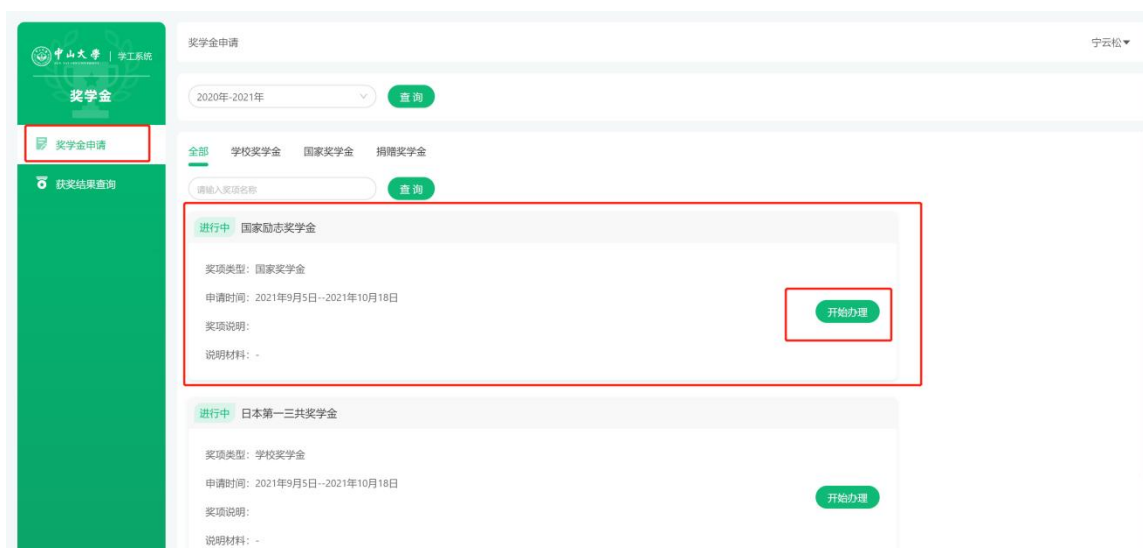 中山大學 | 学工系统
奖学金
奖学金申请
获奖结果查询
奖学金申请
宁云松▼
2020年-2021年
查 询
全部 学校奖学金 国家奖学金 捐赠奖学金
请输入奖项名称
查 询
进行中 国家励志奖学金
奖项类型：国家奖学金
申请时间：2021年9月5日--2021年10月18日
开始办理
奖项说明：
说明材料：-
进行中 日本第一三共奖学金
奖项类型：学校奖学金
申请时间：2021年9月5日--2021年10月18日
开始办理
奖项说明：
说明材料：-